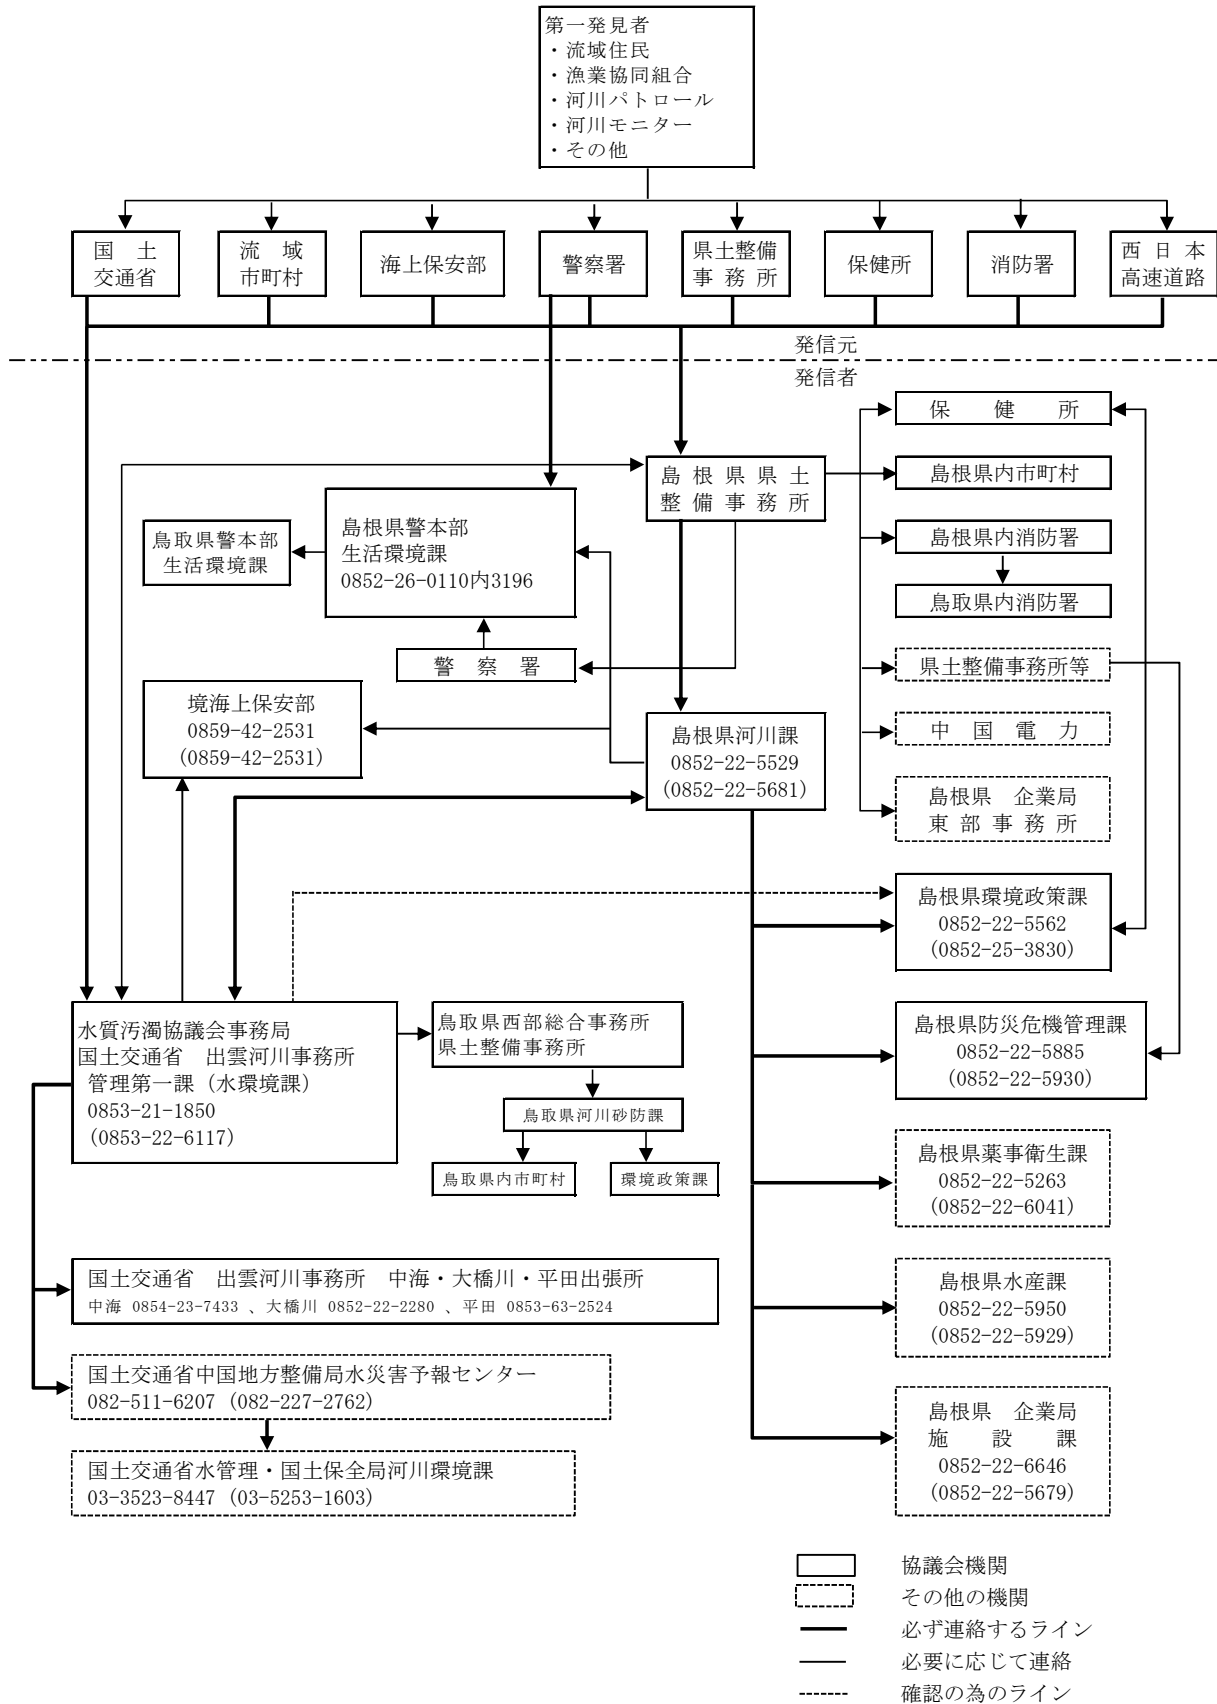 第一発見者
・流域住民
・漁業協同組合
・河川パトロール
・河川モニター
・その他
国　土
交通省
流　域
市町村
海上保安部
警察署
県土整備
事 務 所
保健所
消防署
西 日 本
高速道路
発信元
発信者
保　健　所
島根県県土
整備事務所
島根県内市町村
島根県警本部
生活環境課
0852-26-0110内3196
鳥取県警本部
生活環境課
島根県内消防署
鳥取県内消防署
警　察　署
県土整備事務所等
境海上保安部
0859-42-2531
(0859-42-2531)
島根県河川課
0852-22-5529
(0852-22-5681)
中　国　電　力
島根県　企業局
東部事務所
島根県環境政策課
0852-22-5562
(0852-25-3830)
水質汚濁協議会事務局
国土交通省　出雲河川事務所
管理第一課（水環境課）
0853-21-1850
(0853-22-6117)
鳥取県西部総合事務所
県土整備事務所
鳥取県河川砂防課
鳥取県内市町村
環境政策課
島根県防災危機管理課
0852-22-5885
(0852-22-5930)
島根県薬事衛生課
0852-22-5263
(0852-22-6041)
国土交通省　出雲河川事務所　中海・大橋川・平田出張所
中海 0854-23-7433 、大橋川 0852-22-2280 、平田 0853-63-2524
島根県水産課
0852-22-5950
(0852-22-5929)
国土交通省中国地方整備局水災害予報センター
082-511-6207 (082-227-2762)
島根県　企業局
施　設　課
0852-22-6646
(0852-22-5679)
国土交通省水管理・国土保全局河川環境課
03-3523-8447 (03-5253-1603)
協議会機関
その他の機関
必ず連絡するライン
必要に応じて連絡
確認の為のライン